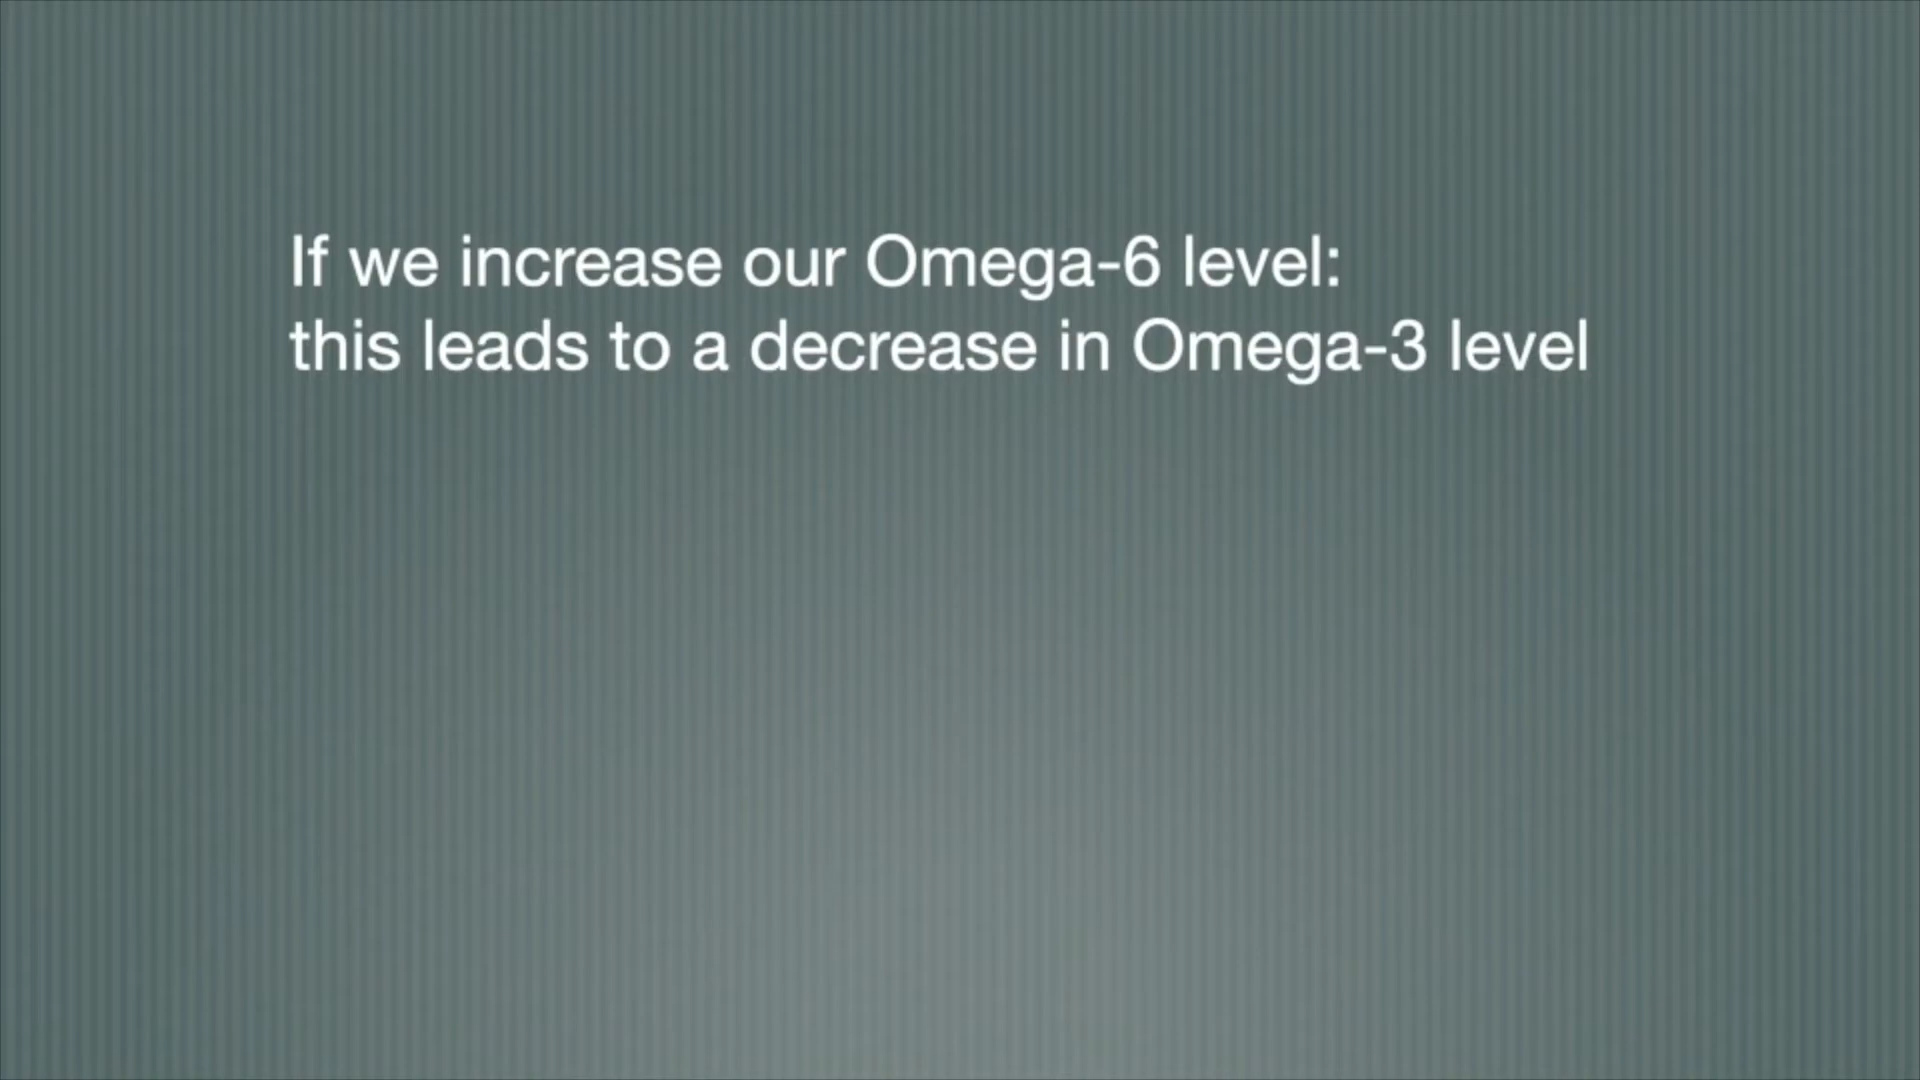 If we increase our Omega-6 level:
this leads to a decrease in Omega-3 level